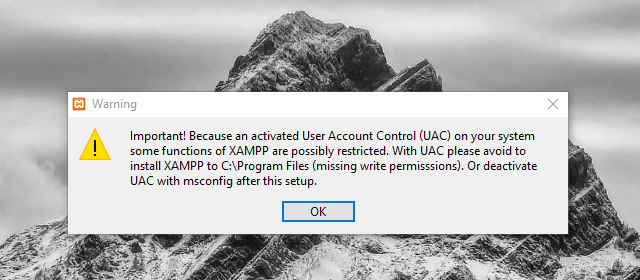 Warning
Important! Because an activated User Account Control (UAC) on your system
some functions of XAMPP are possibly restricted. With UAC please avoid to
install XAMPP to C:\Program Files (missing write permisssions). Or deactivate
UAC with msconfig after this setup.
OK